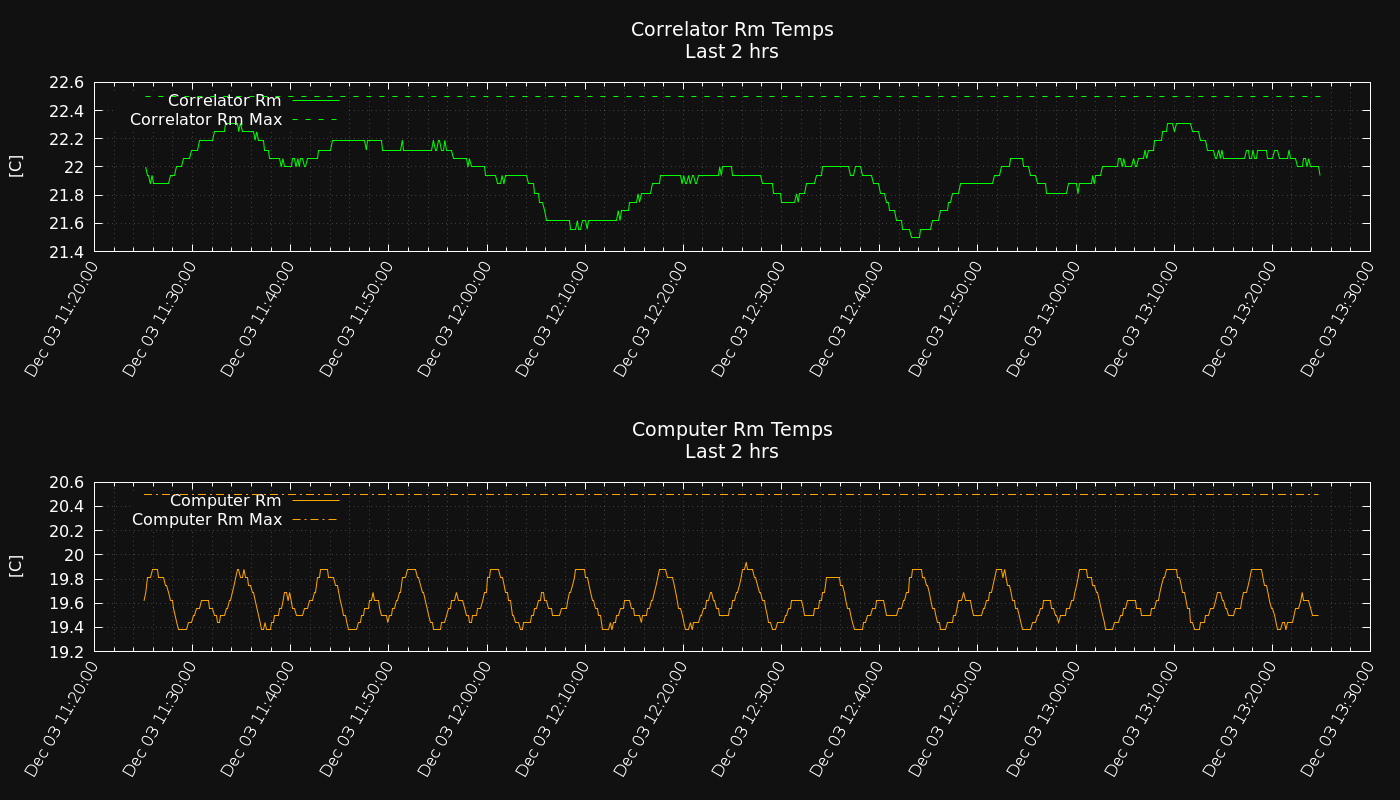 Correlator Rm Temps
Last 2 hrs
22.6
22.4
22.2
22
21.8
21.6
21.4
[C]
Correlator Rm
Correlator Rm Max
Dec 03 11:20:00
Dec 03 11:30:00
Dec 03 11:40:00
Dec 03 11:50:00
Dec 03 12:00:00
Dec 03 12:10:00
Dec 03 12:20:00
Dec 03 12:30:00
Dec 03 12:40:00
Dec 03 12:50:00
Dec 03 13:00:00
Dec 03 13:10:00
Dec 03 13:20:00
Dec 03 13:30:00
Computer Rm Temps
Last 2 hrs
20.6
20.4
20.2
20
19.8
19.6
19.4
19.2
[C]
Computer Rm
Computer Rm Max
Dec 03 11:20:00
Dec 03 11:30:00
Dec 03 11:40:00
Dec 03 11:50:00
Dec 03 12:00:00
Dec 03 12:10:00
Dec 03 12:20:00
Dec 03 12:30:00
Dec 03 12:40:00
Dec 03 12:50:00
Dec 03 13:00:00
Dec 03 13:10:00
Dec 03 13:20:00
Dec 03 13:30:00